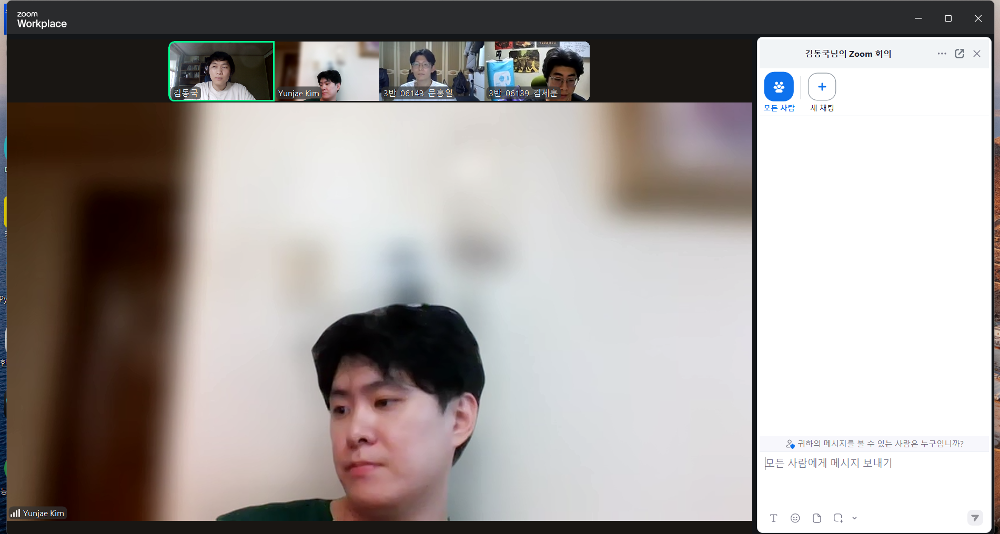 zoom
Workplace
김동국
Yunjae Kim
3반_06143_문홍일
3반_06139_김세훈
김동국님의 Zoom 회의
모든 사람
새 채팅
Py
한
동
귀하의 메시지를 볼 수 있는 사람은 누구입니까?
모든 사람에게 메시지 보내기
Yunjae Kim